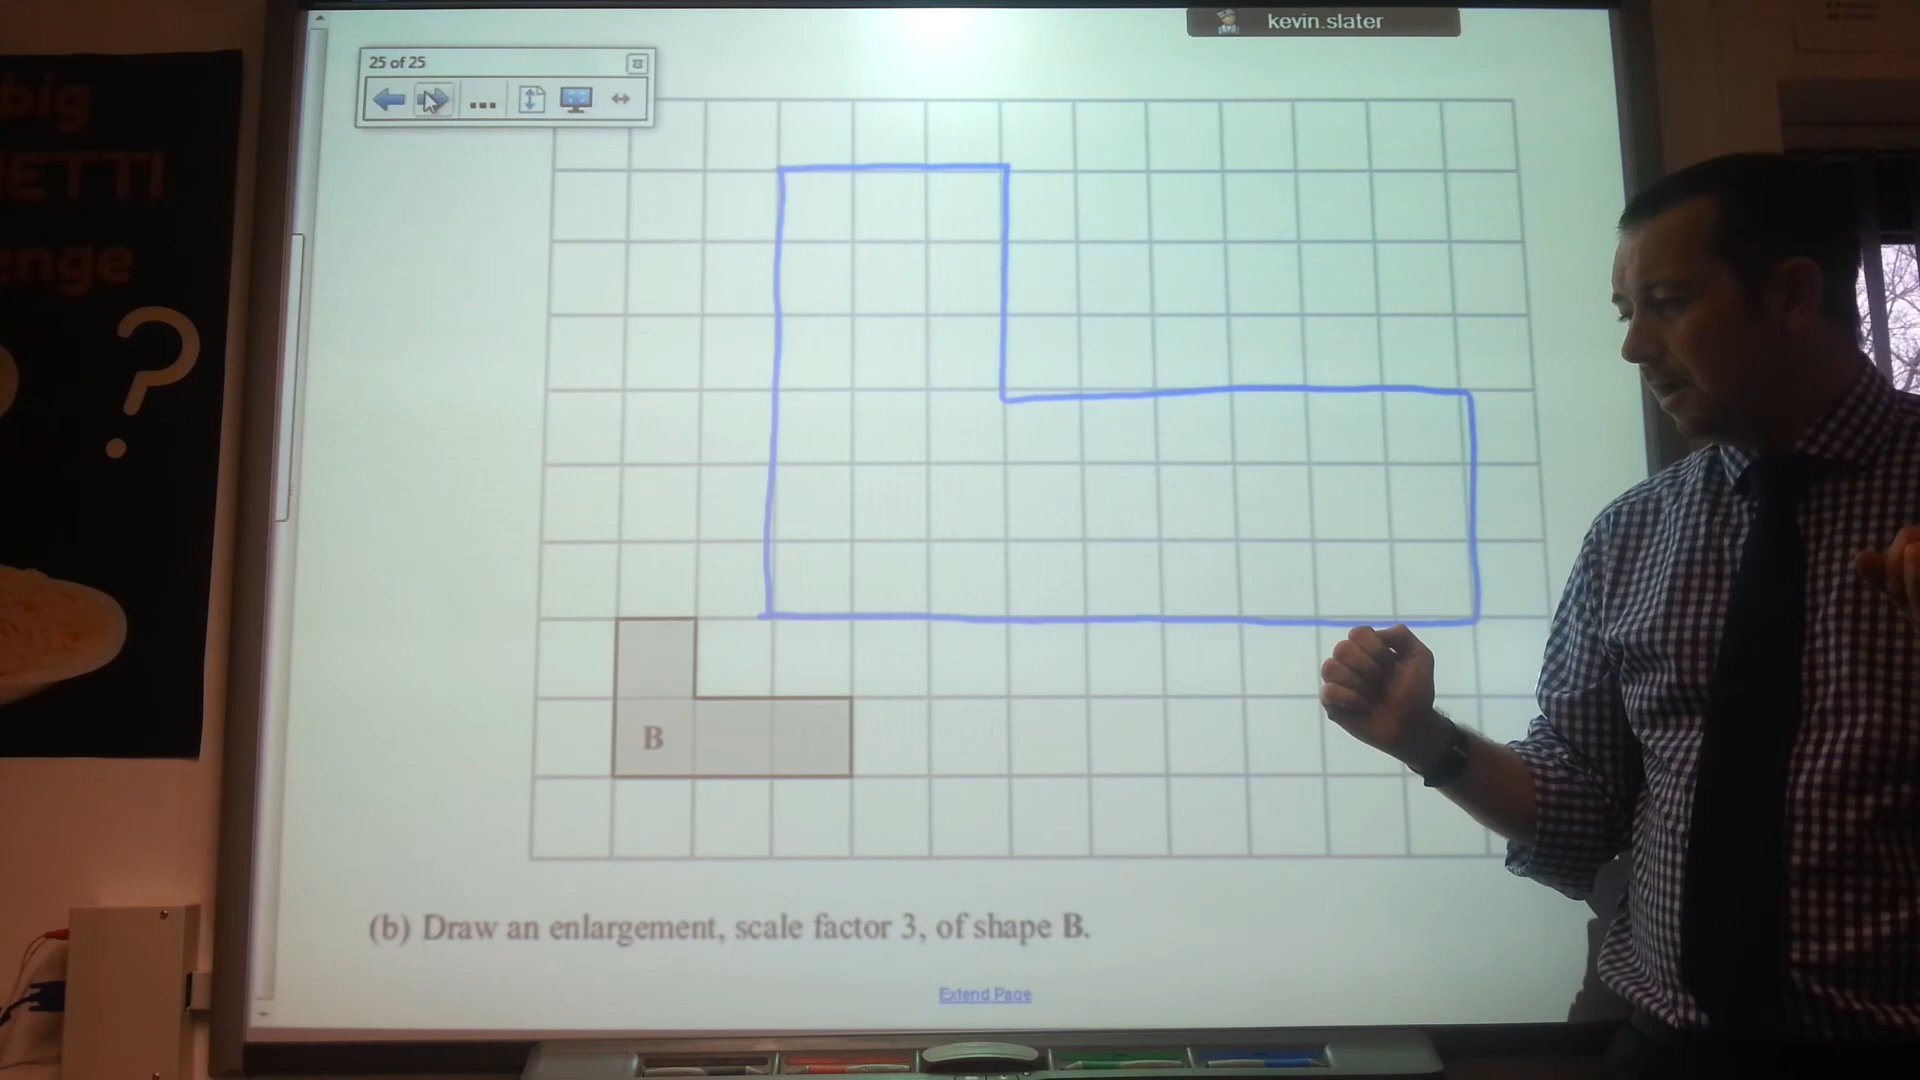 kevin.slater
25 of 25
big
ETTI
enge
?
B
(b) Draw an enlargement, scale factor 3, of shape B.
Extend Page